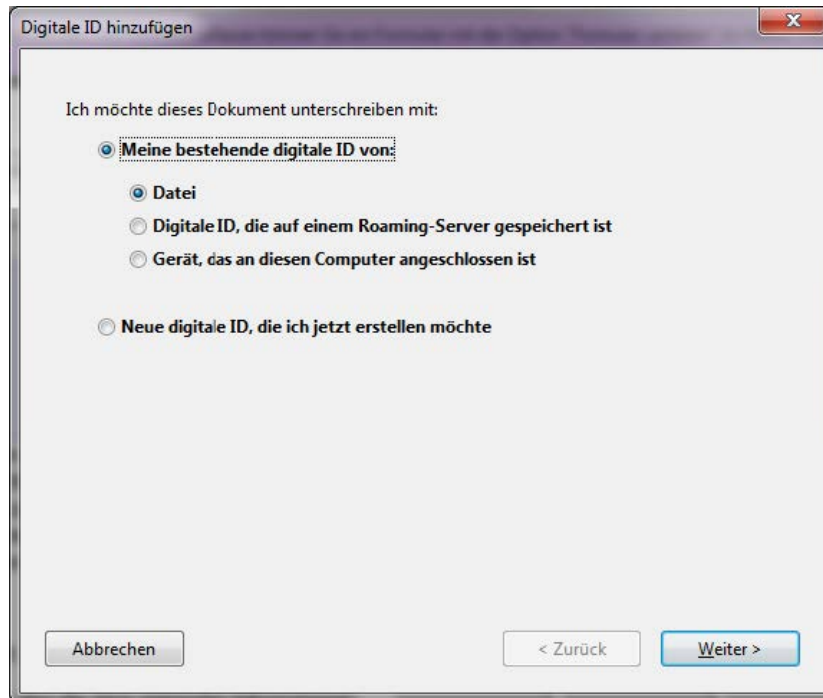 Digitale ID hinzufügen
Ich möchte dieses Dokument unterschreiben mit:
Meine bestehende digitale ID von:
Datei
Digitale ID, die auf einem Roaming-Server gespeichert ist
Gerät, das an diesen Computer angeschlossen ist
Neue digitale ID, die ich jetzt erstellen möchte
Abbrechen < Zurück Weiter >